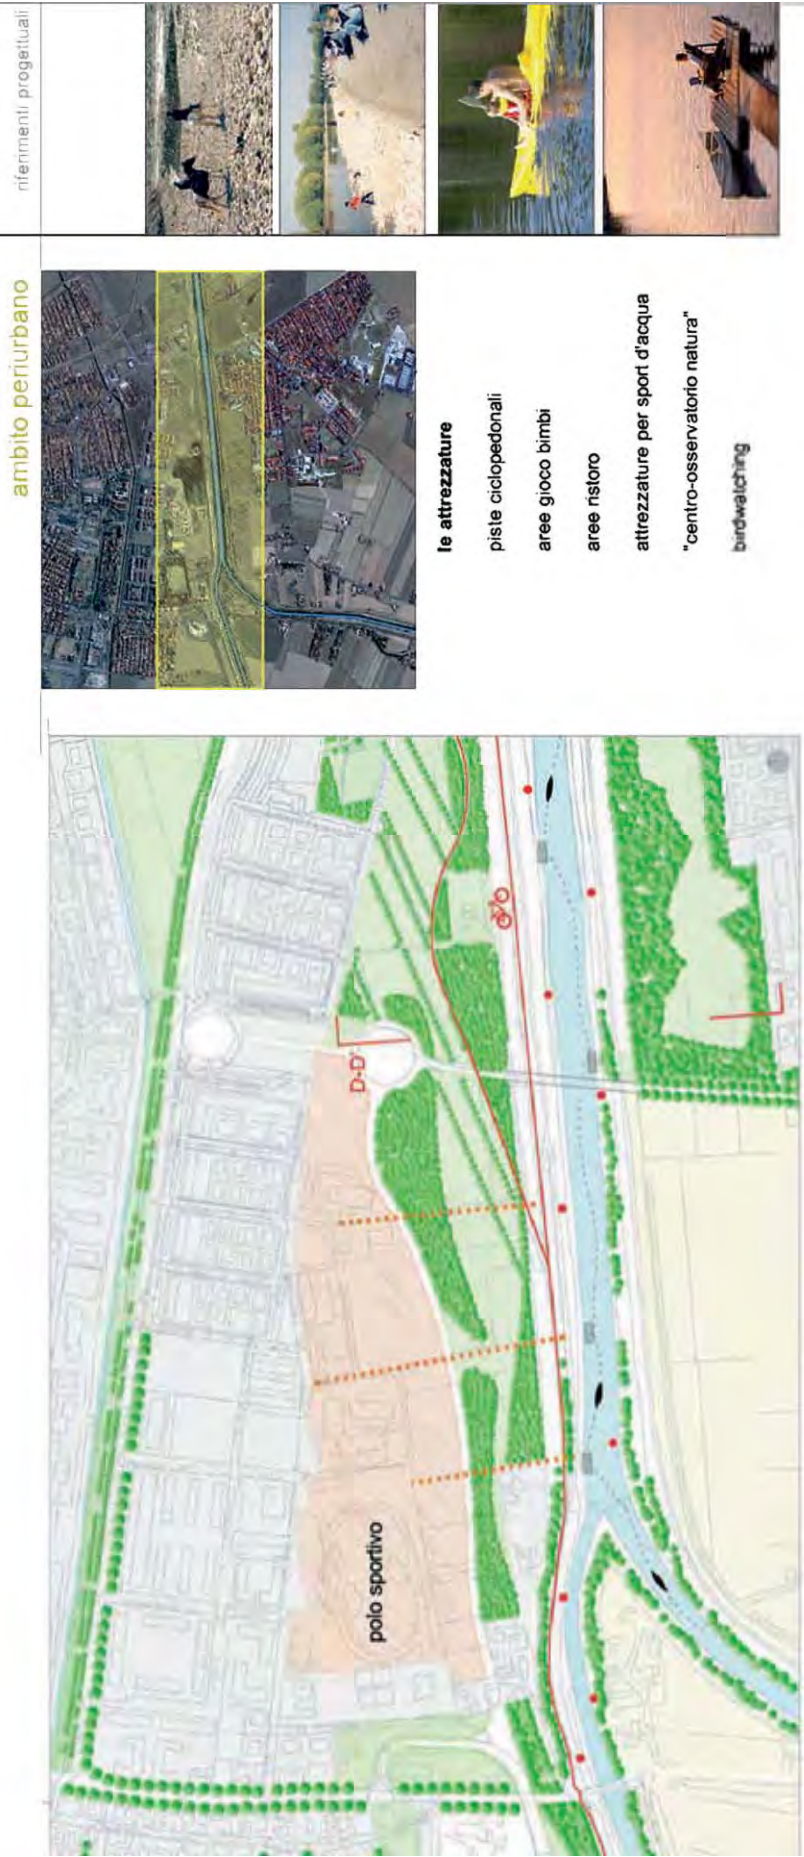 ambito periurbano
riferimenti progettuali
le attrezzature
piste ciclopedonali
aree gioco bimbi
aree ristoro
attrezzature per sport d'acqua
"centro-osservatorio natura"
birdwatching
D-D'
polo sportivo